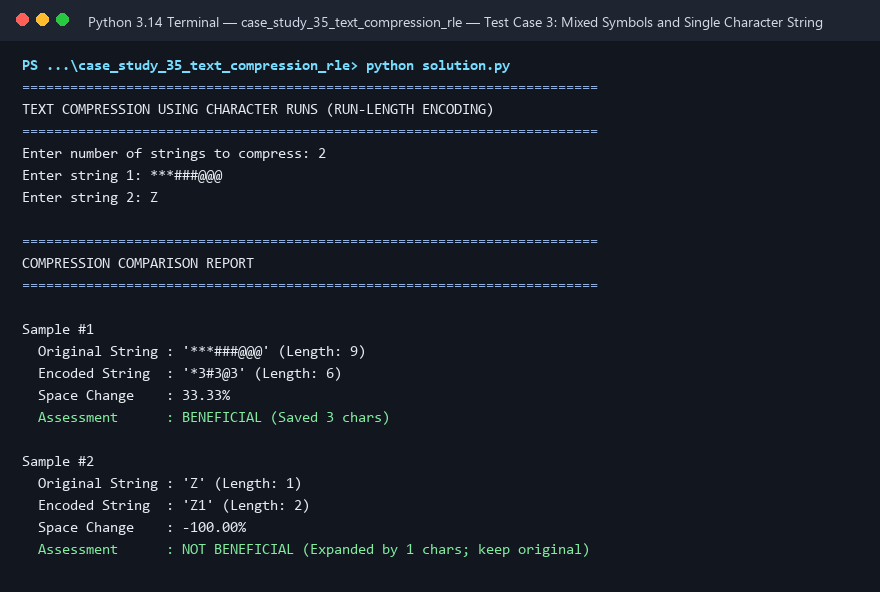 Python 3.14 Terminal — case_study_35_text_compression_rle — Test Case 3: Mixed Symbols and Single Character String
PS ...\case_study_35_text_compression_rle> python solution.py
========================================================================
TEXT COMPRESSION USING CHARACTER RUNS (RUN-LENGTH ENCODING)
========================================================================
Enter number of strings to compress: 2
Enter string 1: ***###@@@
Enter string 2: Z
========================================================================
COMPRESSION COMPARISON REPORT
========================================================================
Sample #1
  Original String : '***###@@@' (Length: 9)
  Encoded String  : '*3#3@3' (Length: 6)
  Space Change    : 33.33%
  Assessment      : BENEFICIAL (Saved 3 chars)
Sample #2
  Original String : 'Z' (Length: 1)
  Encoded String  : 'Z1' (Length: 2)
  Space Change    : -100.00%
  Assessment      : NOT BENEFICIAL (Expanded by 1 chars; keep original)